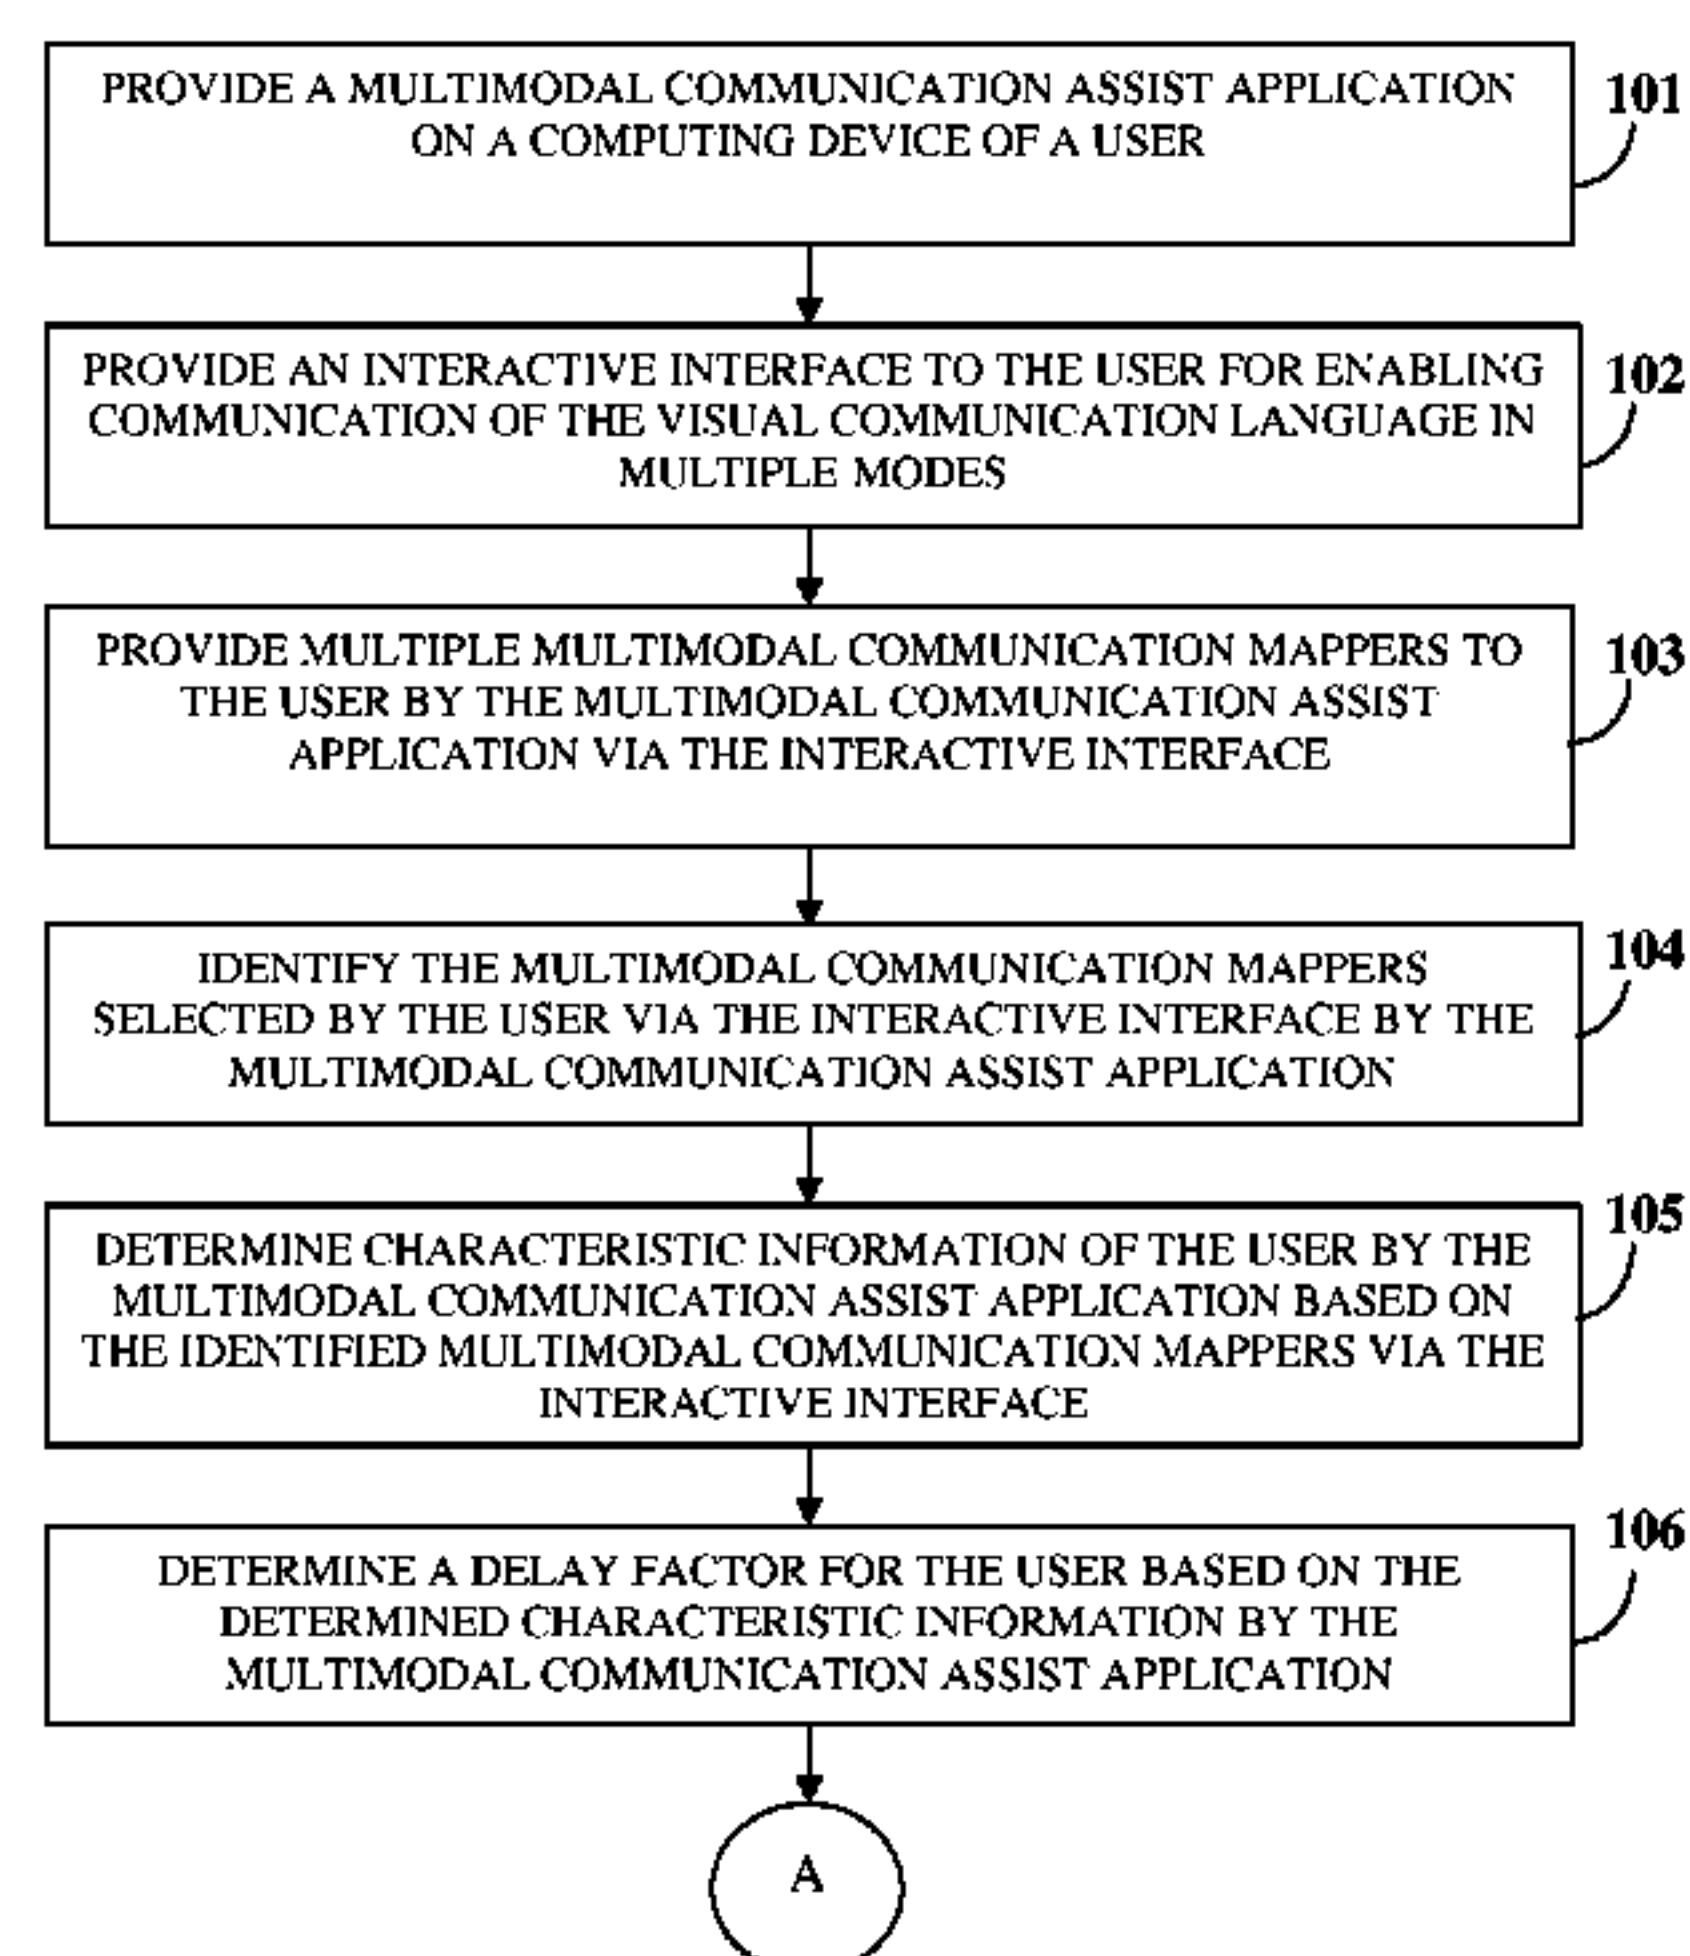 PROVIDE A MULTIMODAL COMMUNICATION ASSIST APPLICATION
ON A COMPUTING DEVICE OF A USER
101
PROVIDE AN INTERACTIVE INTERFACE TO THE USER FOR ENABLING
COMMUNICATION OF THE VISUAL COMMUNICATION LANGUAGE IN
MULTIPLE MODES
102
PROVIDE MULTIPLE MULTIMODAL COMMUNICATION MAPPERS TO
THE USER BY THE MULTIMODAL COMMUNICATION ASSIST
APPLICATION VIA THE INTERACTIVE INTERFACE
103
IDENTIFY THE MULTIMODAL COMMUNICATION MAPPERS
SELECTED BY THE USER VIA THE INTERACTIVE INTERFACE BY THE
MULTIMODAL COMMUNICATION ASSIST APPLICATION
104
DETERMINE CHARACTERISTIC INFORMATION OF THE USER BY THE
MULTIMODAL COMMUNICATION ASSIST APPLICATION BASED ON
THE IDENTIFIED MULTIMODAL COMMUNICATION MAPPERS VIA THE
INTERACTIVE INTERFACE
105
DETERMINE A DELAY FACTOR FOR THE USER BASED ON THE
DETERMINED CHARACTERISTIC INFORMATION BY THE
MULTIMODAL COMMUNICATION ASSIST APPLICATION
106
A